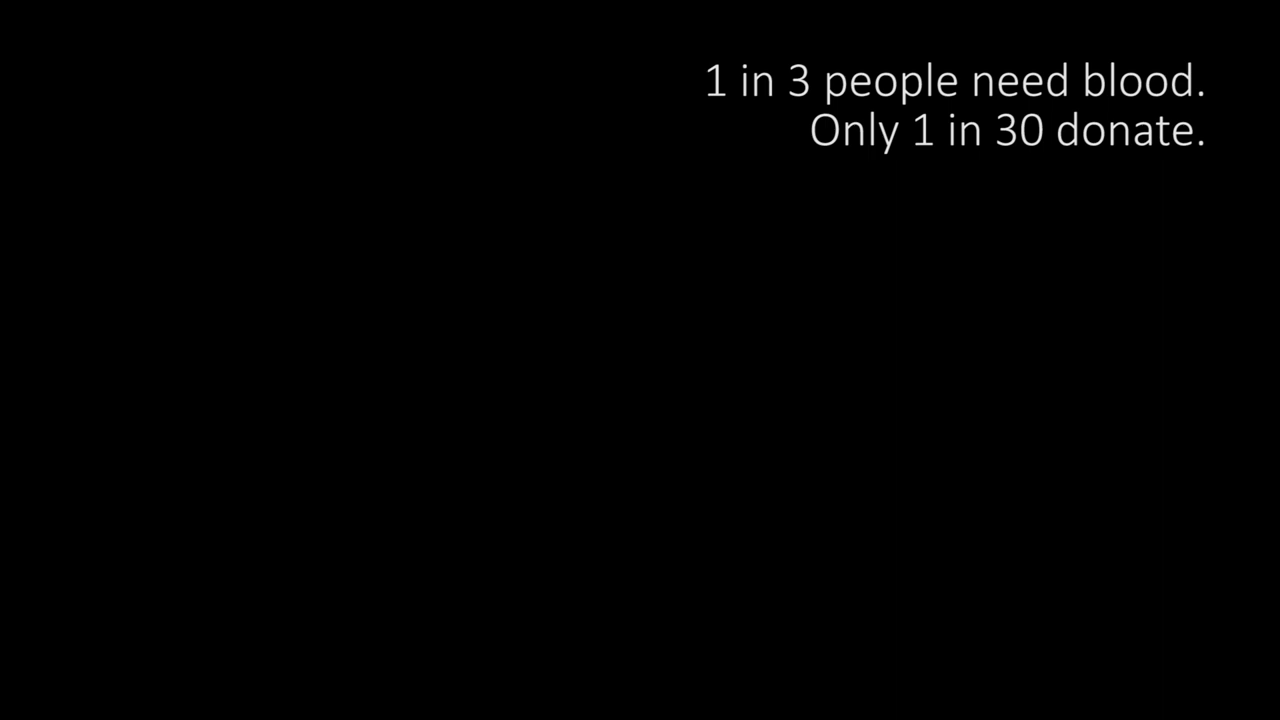 1 in 3 people need blood.
Only 1 in 30 donate.